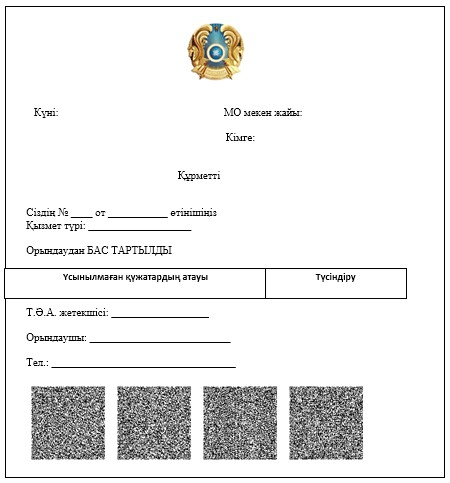 Күні: МО мекен жайы:
Кімге:
Құрметті
Сіздің № ____ от ___________ өтінішіңіз
Қызмет түрі: ___________________
Орындаудан БАС ТАРТЫЛДЫ
Ұсынылмаған құжатардың атауы Түсіндіру
Т.Ә.А. жетекшісі: __________________
Орындаушы: __________________________
Тел.: __________________________________